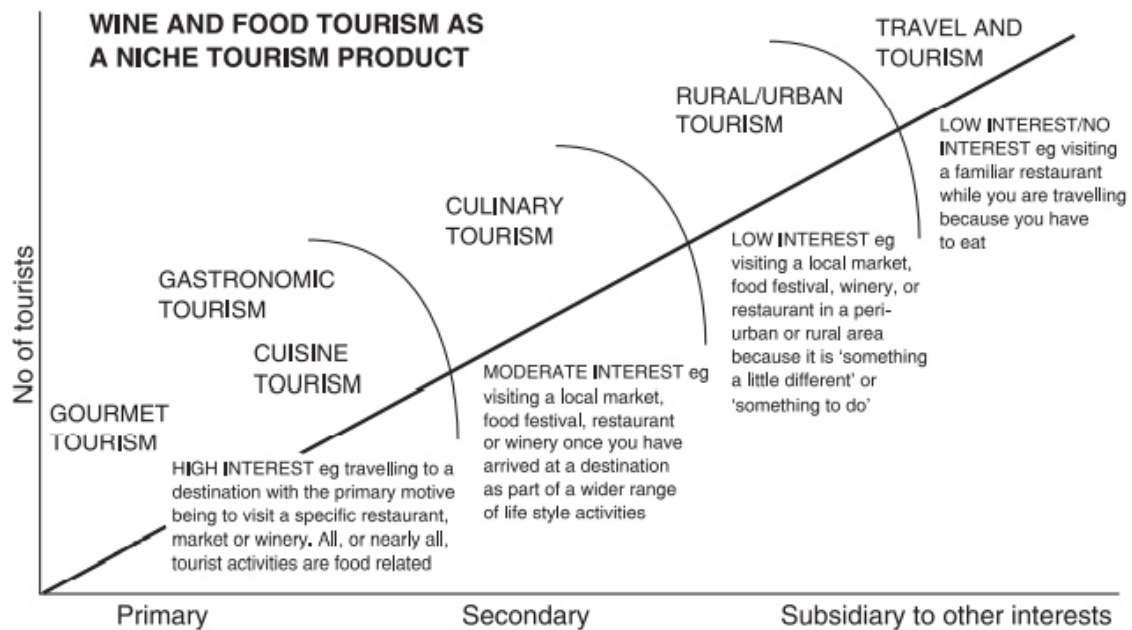 WINE AND FOOD TOURISM AS
A NICHE TOURISM PRODUCT
TRAVEL AND
TOURISM
RURAL/URBAN
TOURISM
LOW INTEREST/NO
INTEREST eg visiting
a familiar restaurant
while you are travelling
because you have
to eat
CULINARY
TOURISM
LOW INTEREST eg
visiting a local market,
food festival, winery, or
restaurant in a peri-
urban or rural area
because it is ‘something
a little different’ or
‘something to do’
GASTRONOMIC
TOURISM
CUISINE
TOURISM
MODERATE INTEREST eg
visiting a local market,
food festival, restaurant
or winery once you have
arrived at a destination
as part of a wider range
of life style activities
GOURMET
TOURISM
HIGH INTEREST eg travelling to a
destination with the primary motive
being to visit a specific restaurant,
market or winery. All, or nearly all,
tourist activities are food related
No of tourists
Primary
Secondary
Subsidiary to other interests